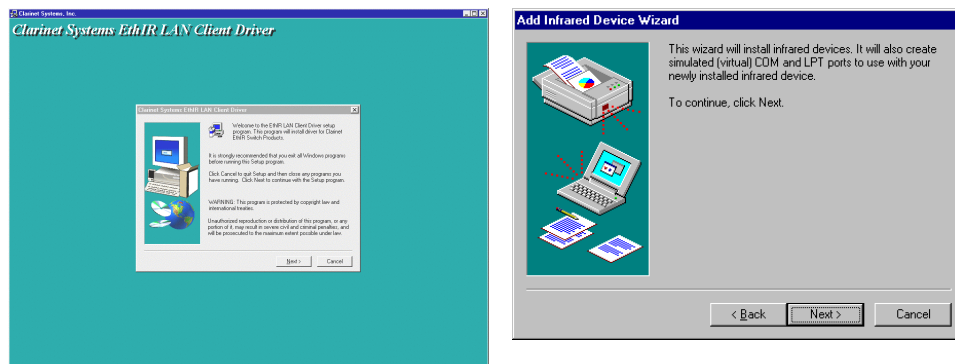 Clarinet Systems, Inc.
Clarinet Systems EthIR LAN Client Driver
Clarinet Systems EthIR LAN Client Driver
Welcome to the EthIR LAN Client Driver setup
program. This program will install driver for Clarinet
EthIR Switch Products.
It is strongly recommended that you exit all Windows programs
before running this Setup program.
Click Cancel to quit Setup and then close any programs you
have running. Click Next to continue with the Setup program.
WARNING: This program is protected by copyright law and
international treaties.
Unauthorized reproduction or distribution of this program, or any
portion of it, may result in severe civil and criminal penalties, and
will be prosecuted to the maximum extent possible under law.
Next >
Cancel
Add Infrared Device Wizard
This wizard will install infrared devices. It will also create
simulated (virtual) COM and LPT ports to use with your
newly installed infrared device.
To continue, click Next.
< Back
Next >
Cancel